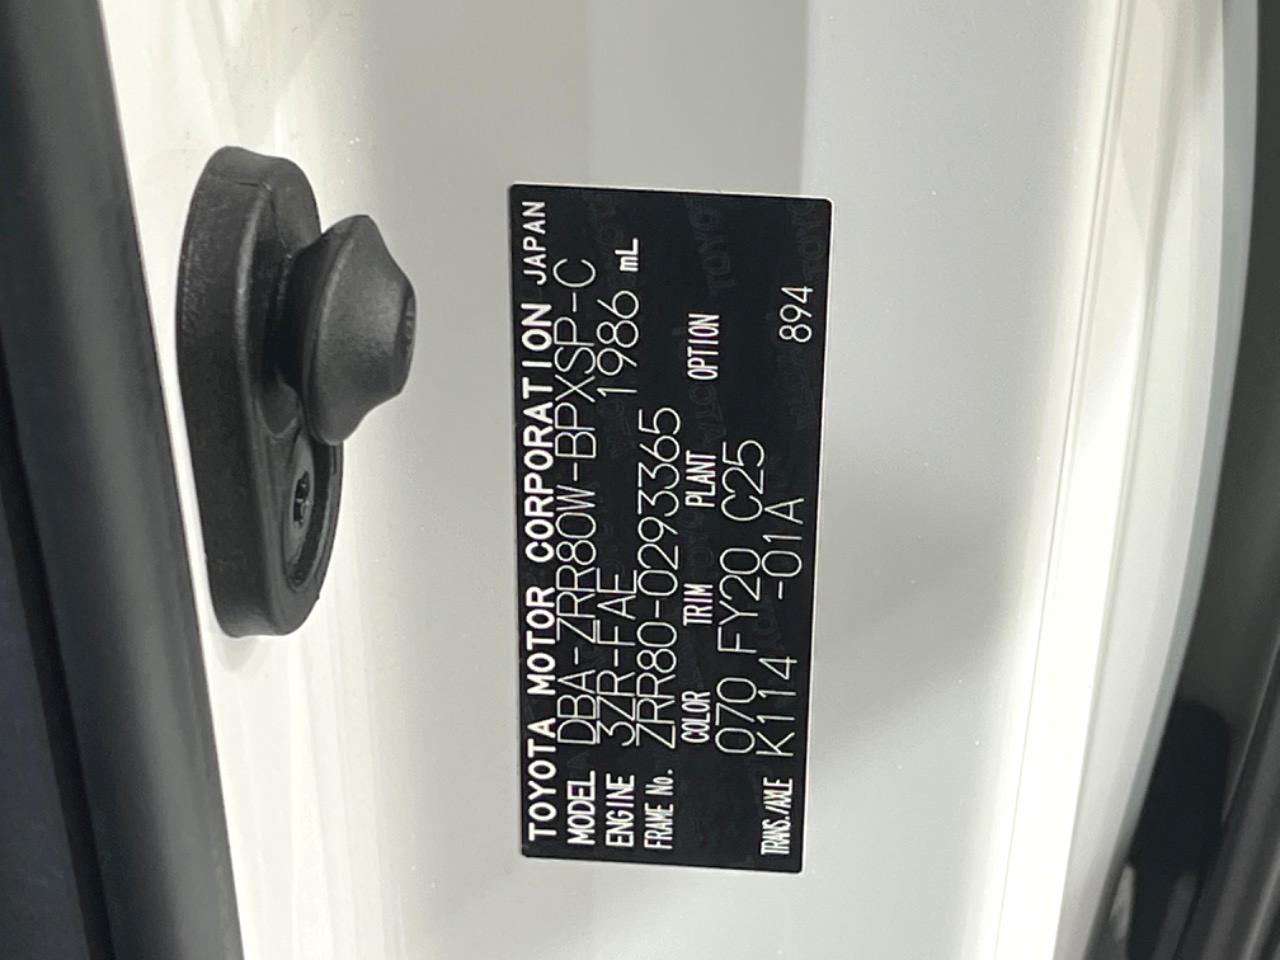 TOYOTA MOTOR CORPORATION JAPAN
MODEL DBA-ZRR80W-BPXSP-C
ENGINE 3ZR-FAE 1986 mL
FRAME No. ZRR80-0293365
COLOR TRIM PLANT OPTION
070 FY20 C25
TRANS./AXLE K114 -01A 894